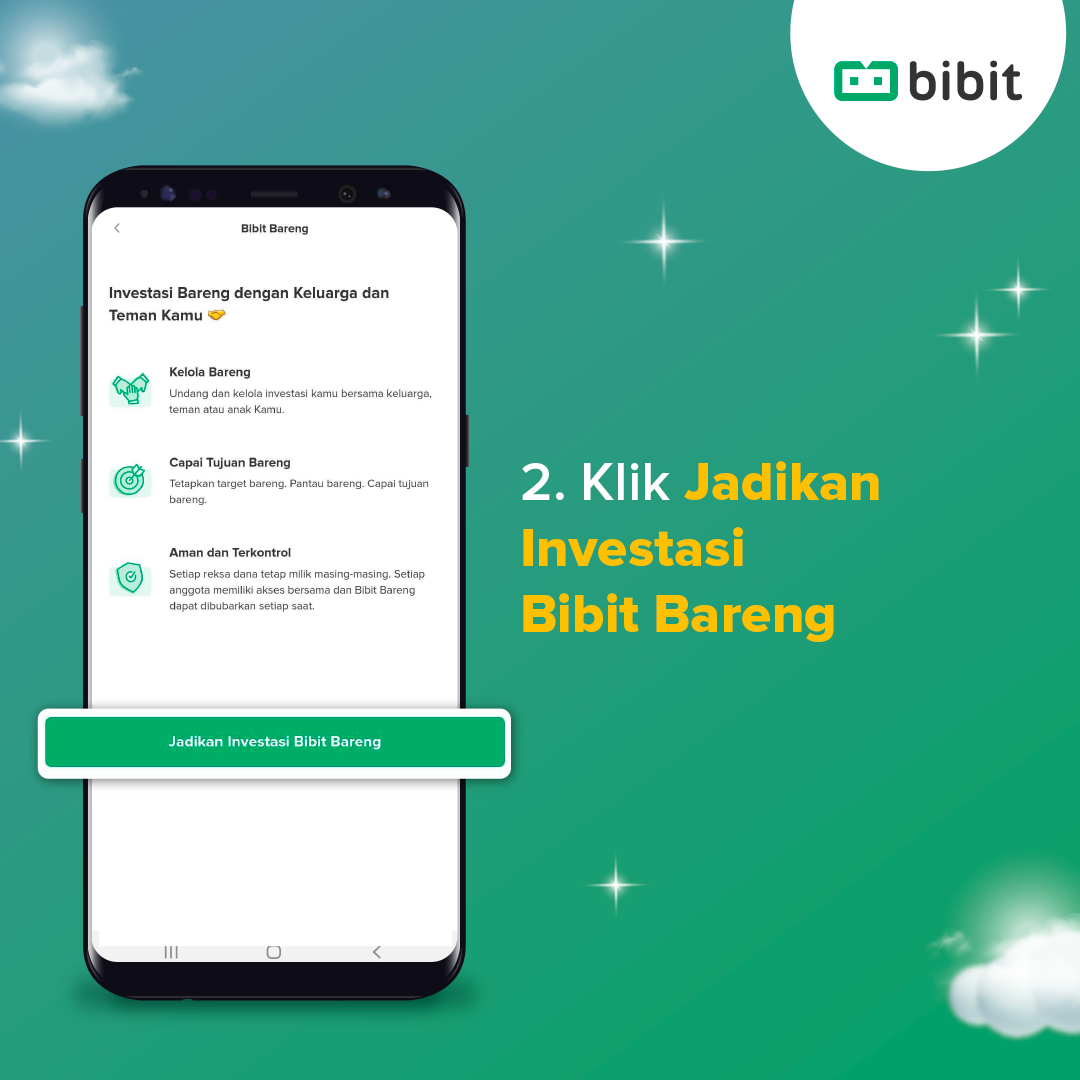 bibit
Bibit Bareng
Investasi Bareng dengan Keluarga dan
Teman Kamu 🤝
Kelola Bareng
Undang dan kelola investasi kamu bersama keluarga,
teman atau anak Kamu.
Capai Tujuan Bareng
Tetapkan target bareng. Pantau bareng. Capai tujuan
bareng.
Aman dan Terkontrol
Setiap reksa dana tetap milik masing-masing. Setiap
anggota memiliki akses bersama dan Bibit Bareng
dapat dibubarkan setiap saat.
Jadikan Investasi Bibit Bareng
2. Klik Jadikan
Investasi
Bibit Bareng